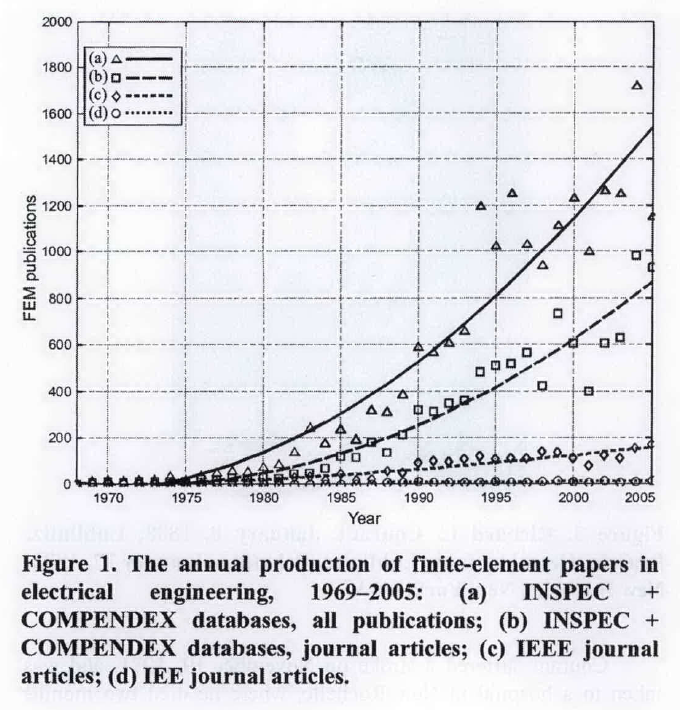 2000
1800
1600
1400
1200
1000
800
600
400
200
0
FEM publications
(a)
(b)
(c)
(d)
1970 1975 1980 1985 1990 1995 2000 2005
Year
Figure 1. The annual production of finite-element papers in
electrical engineering, 1969–2005: (a) INSPEC +
COMPENDEX databases, all publications; (b) INSPEC +
COMPENDEX databases, journal articles; (c) IEEE journal
articles; (d) IEE journal articles.